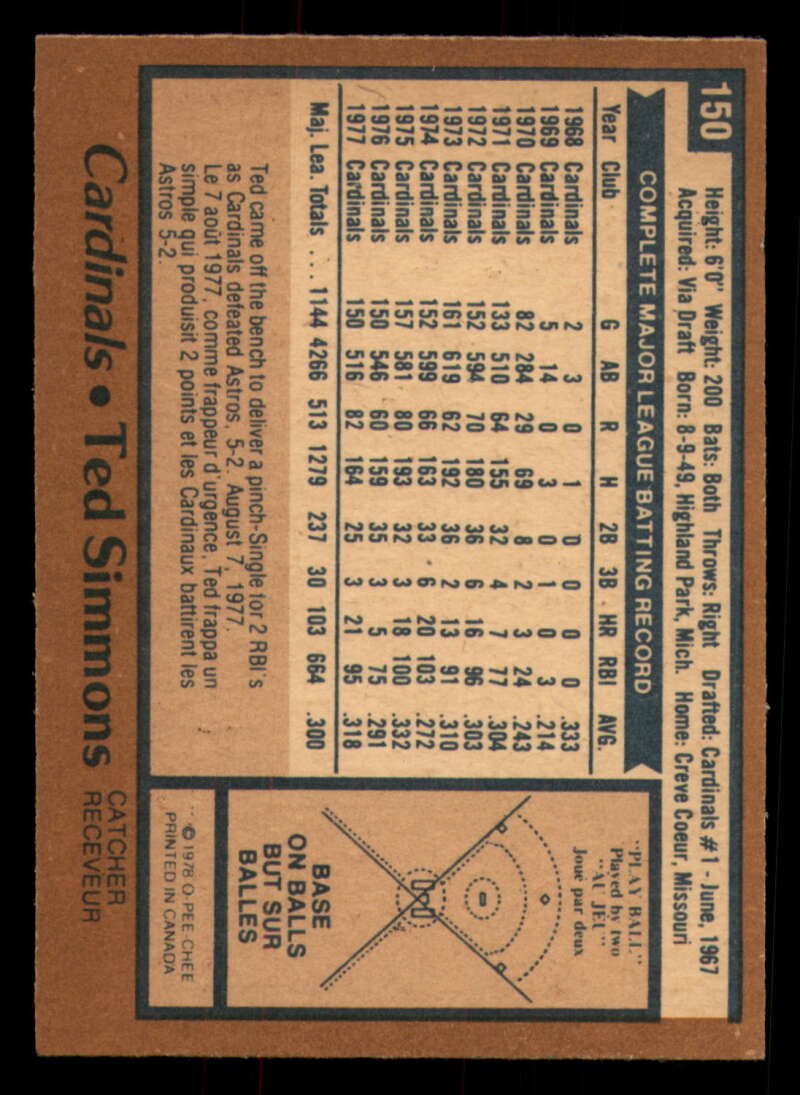 150
Height: 6'0" Weight: 200 Bats: Both Throws: Right Drafted: Cardinals #1 - June, 1967
Acquired: Via Draft Born: 8-9-49, Highland Park, Mich. Home: Creve Coeur, Missouri
COMPLETE MAJOR LEAGUE BATTING RECORD
Year Club G AB R H 2B 3B HR RBI AVG.
1968 Cardinals 2 3 0 1 0 0 0 0 .333
1969 Cardinals 5 14 0 3 0 1 0 3 .214
1970 Cardinals 82 284 29 69 8 2 3 24 .243
1971 Cardinals 133 510 64 155 32 4 7 77 .304
1972 Cardinals 152 594 70 180 36 6 16 96 .303
1973 Cardinals 161 619 62 192 36 2 13 91 .310
1974 Cardinals 152 599 66 163 33 6 20 103 .272
1975 Cardinals 157 581 80 193 32 3 18 100 .332
1976 Cardinals 150 546 60 159 35 3 5 75 .291
1977 Cardinals 150 516 82 164 25 3 21 95 .318
Maj. Lea. Totals ... 1144 4266 513 1279 237 30 103 664 .300
Ted came off the bench to deliver a pinch-Single for 2 RBI's
as Cardinals defeated Astros, 5-2, August 7, 1977.
Le 7 août 1977, comme frappeur d'urgence, Ted frappa un
simple qui produisit 2 points et les Cardinaux battirent les
Astros 5-2.
"PLAY BALL"
Played by two
"AU JEU"
Joué par deux
BASE
ON BALLS
BUT SUR
BALLES
©1978 O-PEE-CHEE
PRINTED IN CANADA
Cardinals • Ted Simmons
CATCHER
RECEVEUR